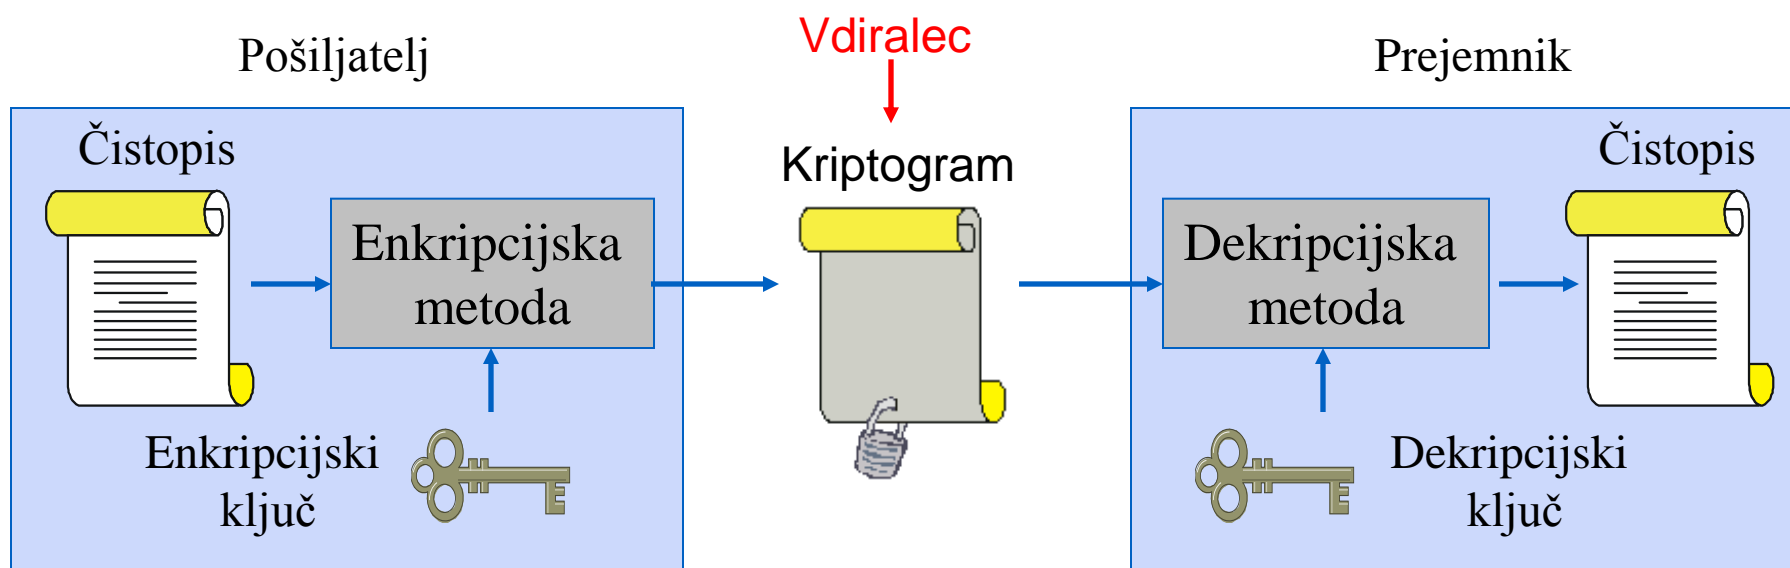 Pošiljatelj
Čistopis
Enkripcijska
metoda
Enkripcijski
ključ
Vdiralec
Kriptogram
Prejemnik
Dekripcijska
metoda
Čistopis
Dekripcijski
ključ